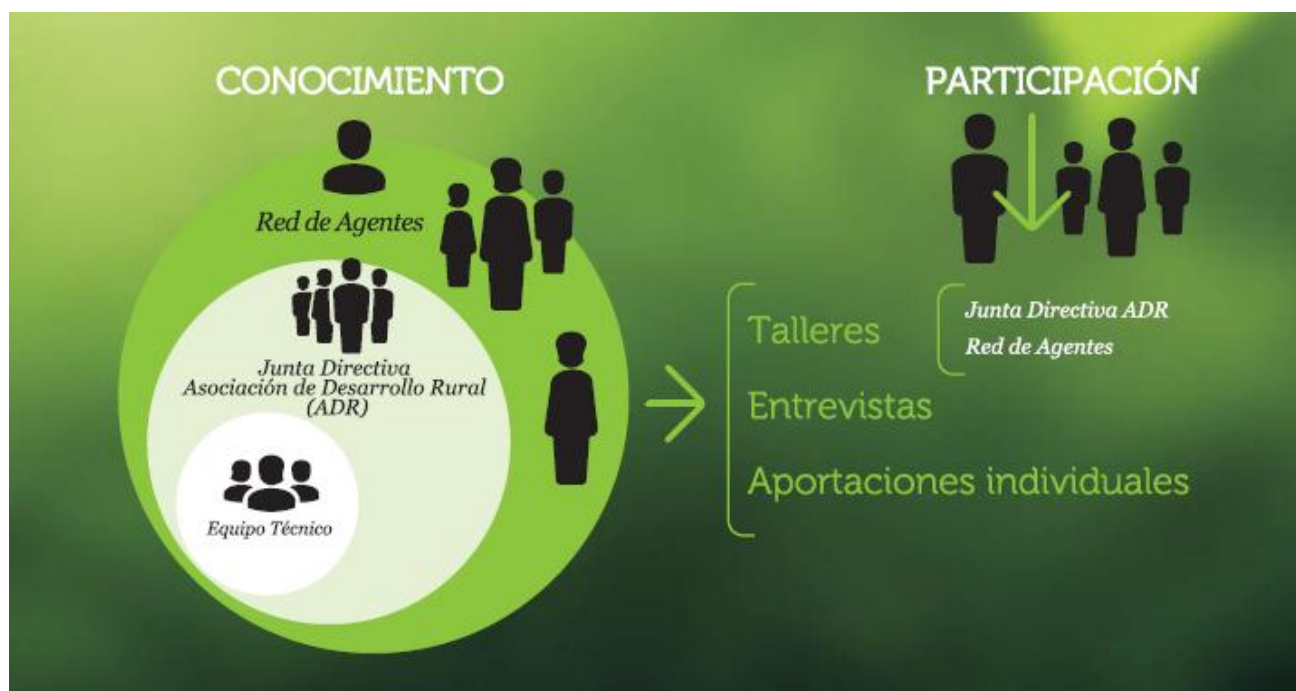 CONOCIMIENTO
Red de Agentes
Junta Directiva
Asociación de Desarrollo Rural
(ADR)
Equipo Técnico
PARTICIPACIÓN
Talleres
Junta Directiva ADR
Red de Agentes
Entrevistas
Aportaciones individuales